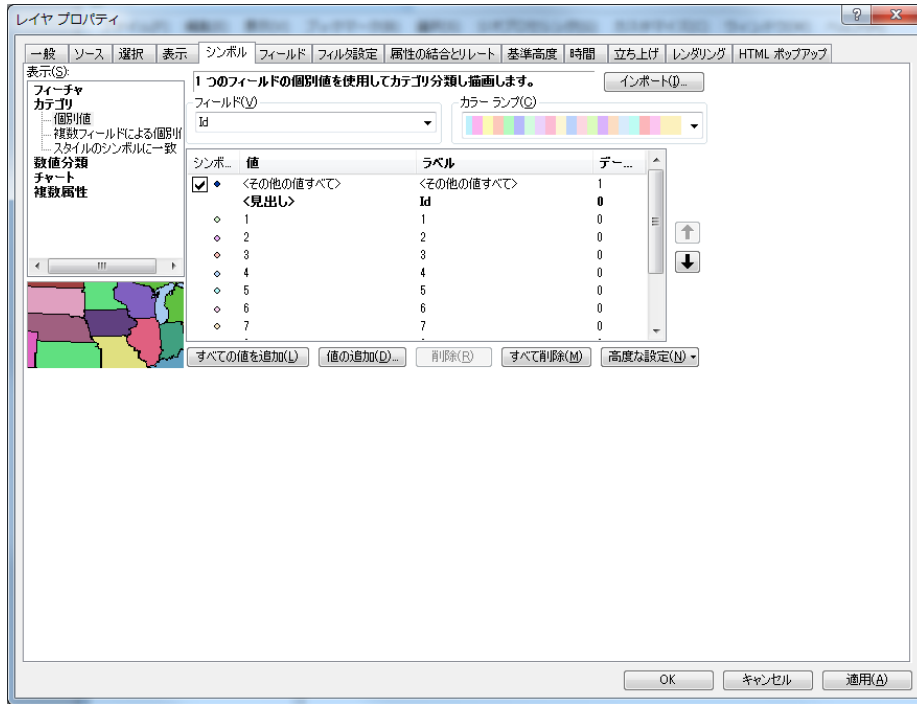 レイヤ プロパティ
一般 ソース 選択 表示 シンボル フィールド フィルタ設定 属性の結合とリレート 基準高度 時間 立ち上げ レンダリング HTML ポップアップ
表示(S):
フィーチャ
カテゴリ
個別値
複数フィールドによる個別値
スタイルのシンボルに一致
数値分類
チャート
複数属性
1 つのフィールドの個別値を使用してカテゴリ分類し描画します。
インポート(I)...
フィールド(V)
カラー ランプ(C)
Id
シンボ... 値 ラベル デー...
<その他の値すべて> <その他の値すべて> 1
<見出し> Id 0
1 1 0
2 2 0
3 3 0
4 4 0
5 5 0
6 6 0
7 7 0
すべての値を追加(L) 値の追加(D)... 削除(R) すべて削除(M) 高度な設定(N)
OK キャンセル 適用(A)